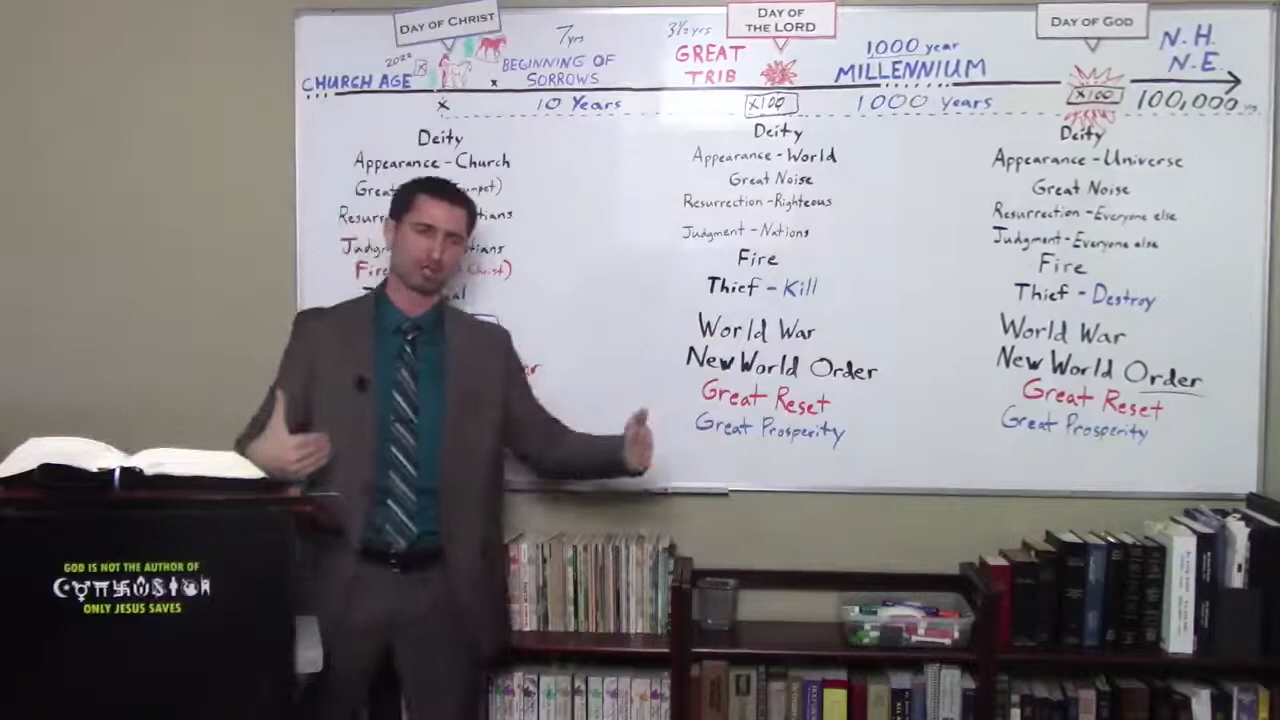 DAY OF CHRIST
DAY OF
THE LORD
DAY OF GOD
2022
7yrs
3½yrs
1000 year
N.H.
N.E.
CHURCH AGE
BEGINNING OF
SORROWS
GREAT
TRIB
MILLENNIUM
x
10 Years
x100
1000 years
x100
100,000
Deity
Appearance - Church
Great
Deity
Appearance - World
Great Noise
Resurrection - Righteous
Judgment - Nations
Fire
Thief - Kill
World War
New World Order
Great Reset
Great Prosperity
Deity
Appearance - Universe
Great Noise
Resurrection - Everyone else
Judgment - Everyone else
Fire
Thief - Destroy
World War
New World Order
Great Reset
Great Prosperity
Fire
Christ)
GOD IS NOT THE AUTHOR OF
ONLY JESUS SAVES